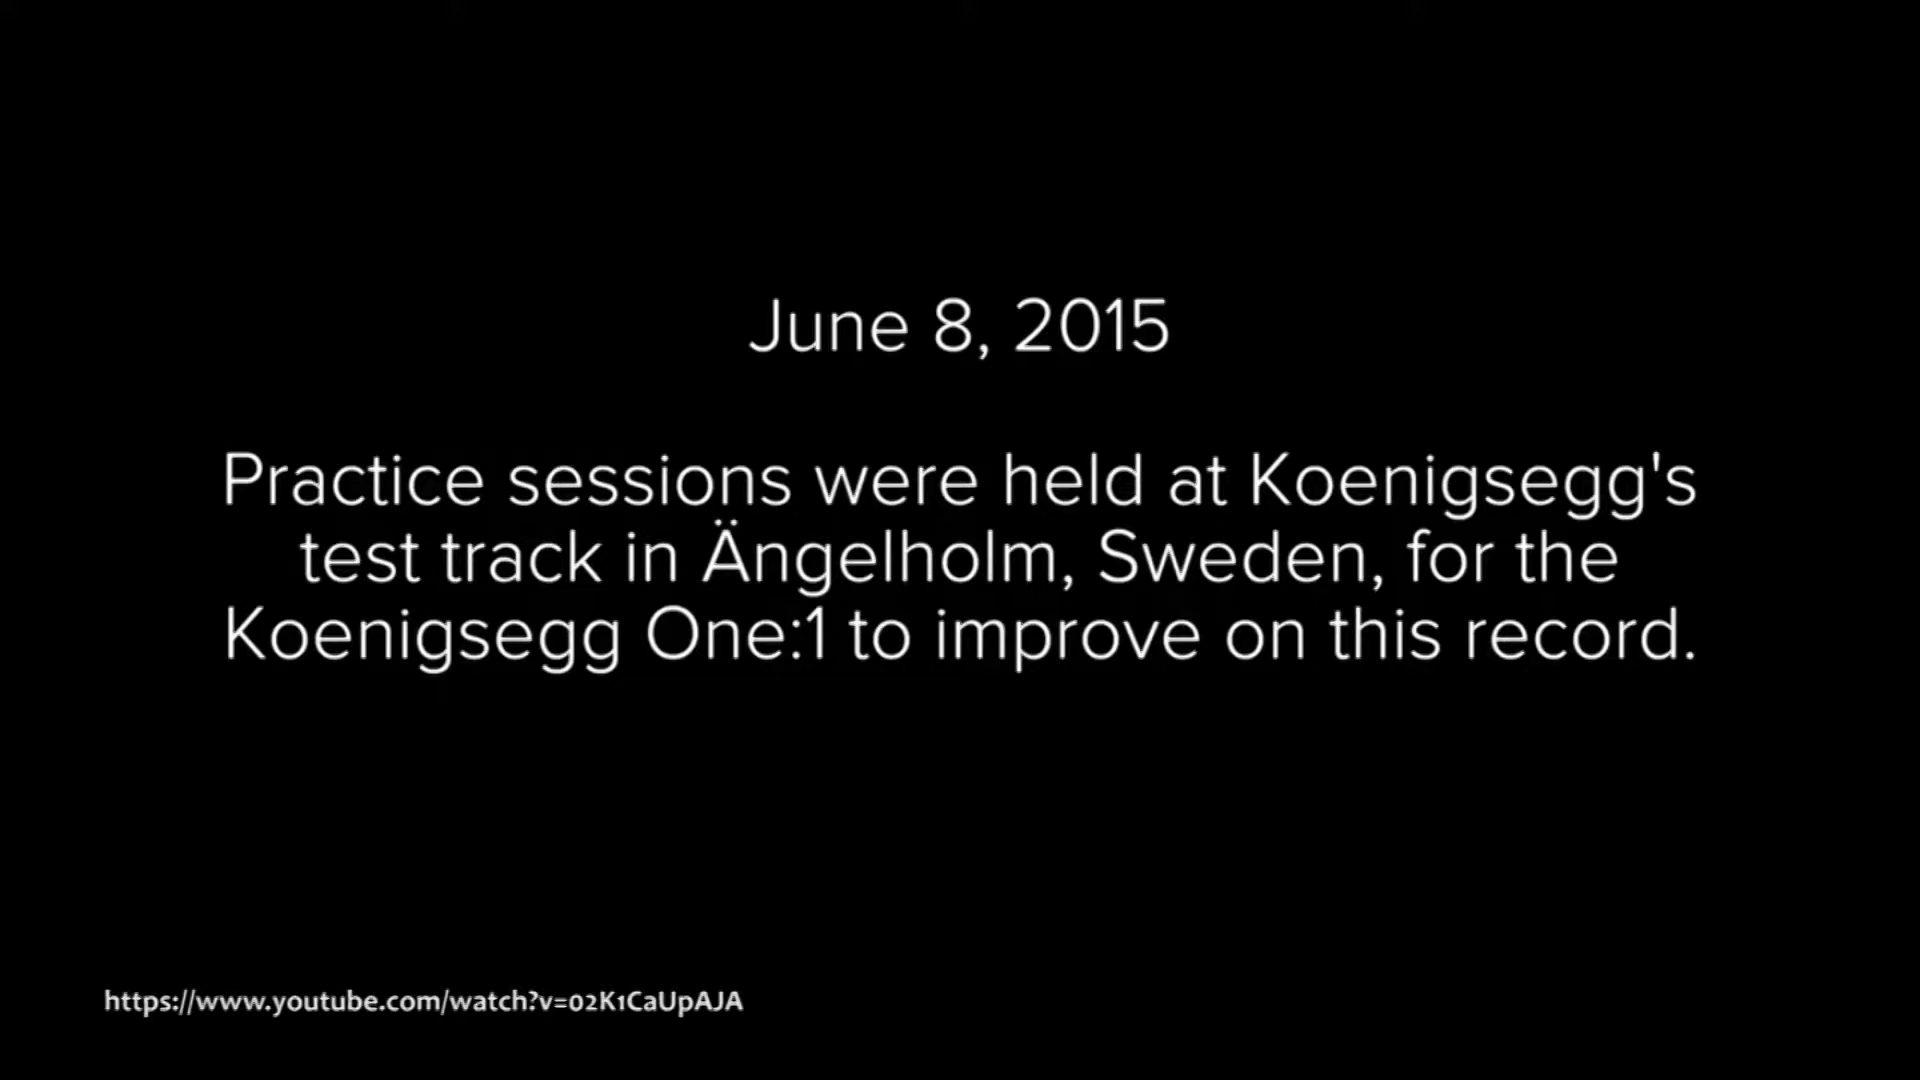 June 8, 2015
Practice sessions were held at Koenigsegg's
test track in Ängelholm, Sweden, for the
Koenigsegg One:1 to improve on this record.
https://www.youtube.com/watch?v=02K1CaUpAJA